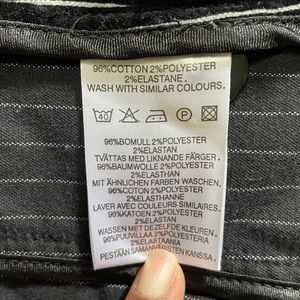 96%COTTON 2%POLYESTER
2%ELASTANE.
WASH WITH SIMILAR COLOURS.
40 P
96%BOMULL 2%POLYESTER
2%ELASTAN
TVÄTTAS MED LIKNANDE FÄRGER.
96%BAUMWOLLE 2%POLYESTER
2%ELASTHAN
MIT ÄHNLICHEN FARBEN WASCHEN.
96%COTON 2%POLYESTER
2%ELASTHANNE
LAVER AVEC COULEURS SIMILAIRES.
96%KATOEN 2%POLYESTER
2%ELASTAN
WASSEN MET DEZELFDE KLEUREN
96%PUUVILLAA 2%POLYESTERIA
2%ELASTAANIA
PESTÄÄN SAMANVÄRISTEN KANSSA.